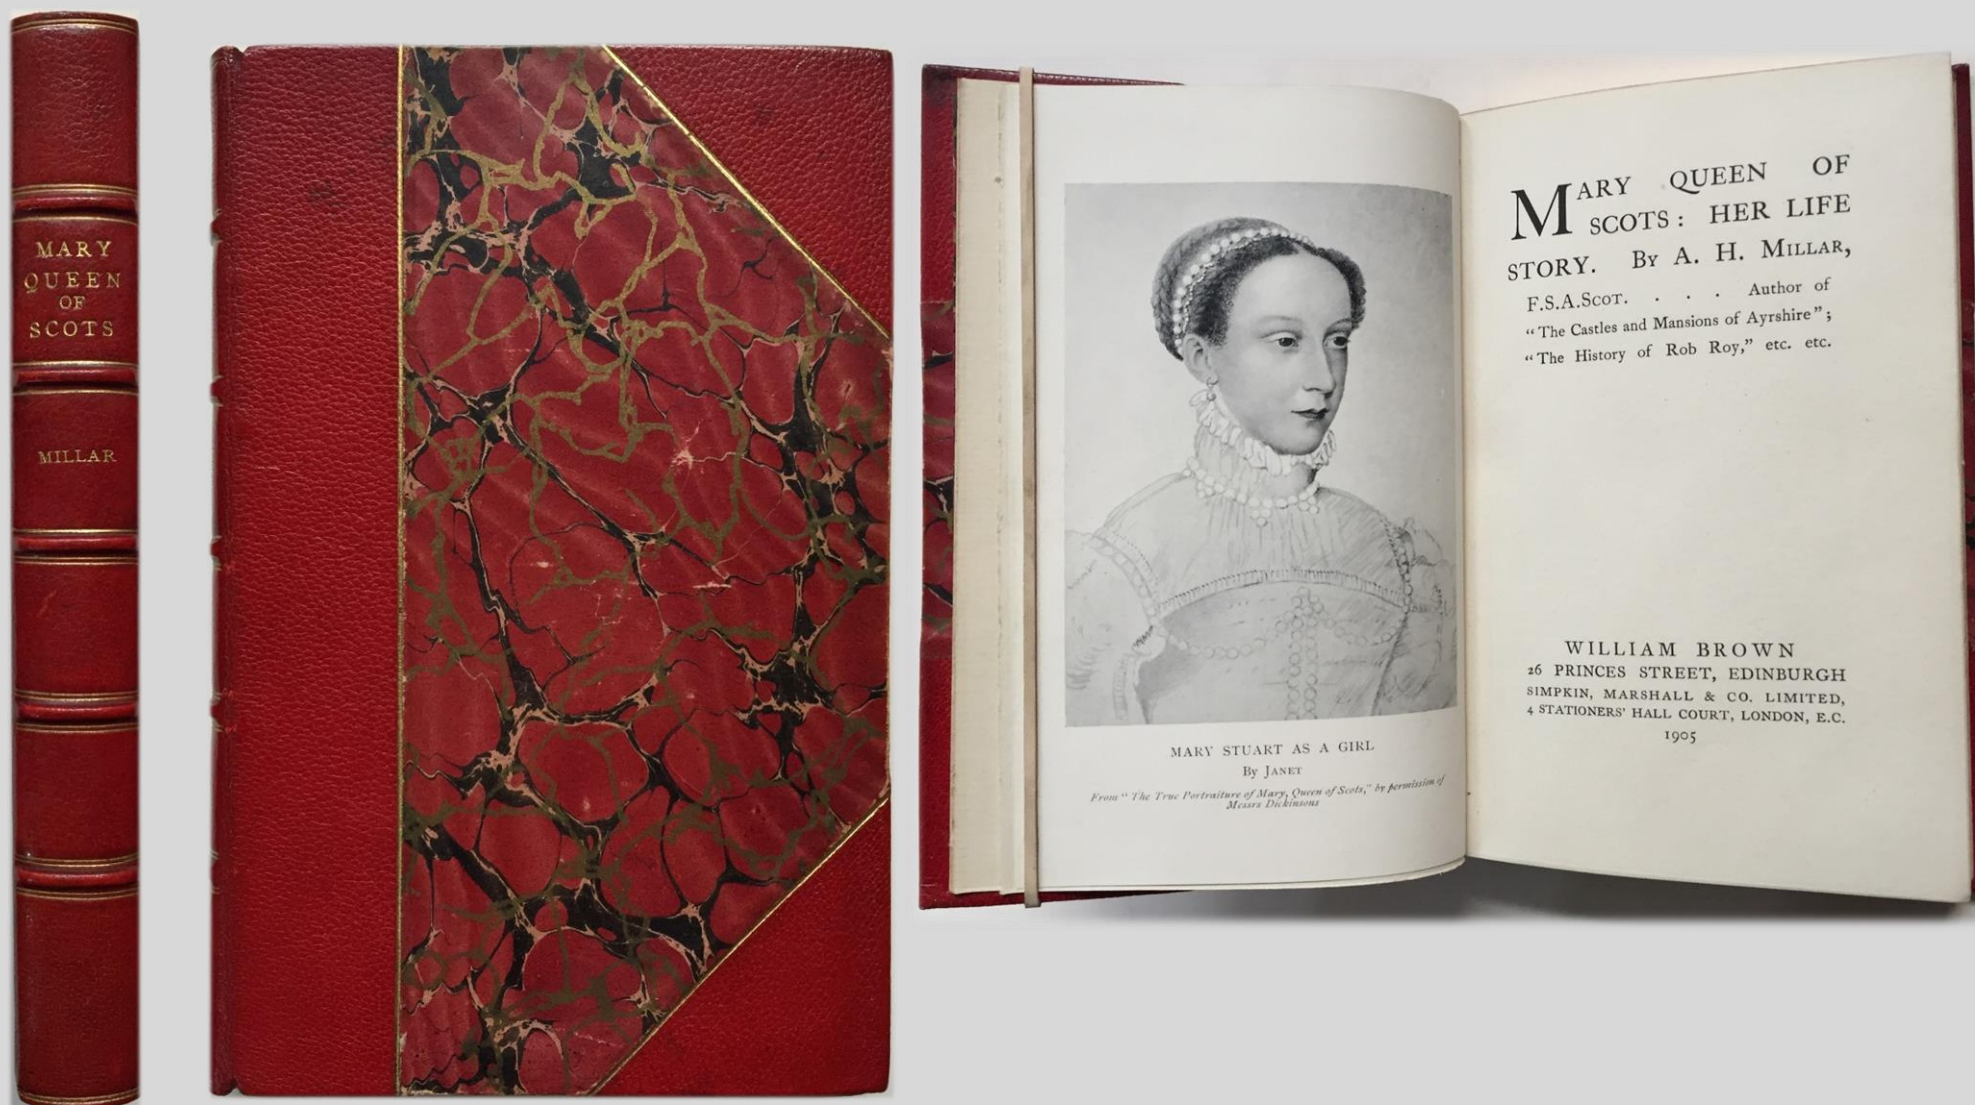 MARY
QUEEN
OF
SCOTS
MILLAR
MARY STUART AS A GIRL
By JANET
From "The True Portraiture of Mary, Queen of Scots," by permission of
Messrs Dickinsons
MARY QUEEN OF
SCOTS: HER LIFE
STORY. By A. H. MILLAR,
F.S.A.SCOT. . . . Author of
"The Castles and Mansions of Ayrshire";
"The History of Rob Roy," etc. etc.
WILLIAM BROWN
26 PRINCES STREET, EDINBURGH
SIMPKIN, MARSHALL & CO. LIMITED,
4 STATIONERS' HALL COURT, LONDON, E.C.
1905